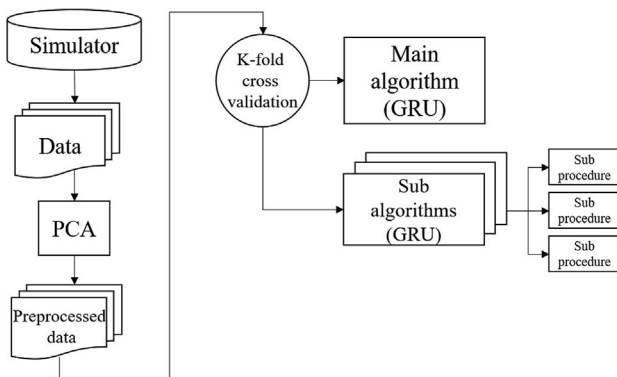 Simulator
Data
PCA
Preprocessed
data
K-fold
cross
validation
Main
algorithm
(GRU)
Sub
algorithms
(GRU)
Sub
procedure
Sub
procedure
Sub
procedure